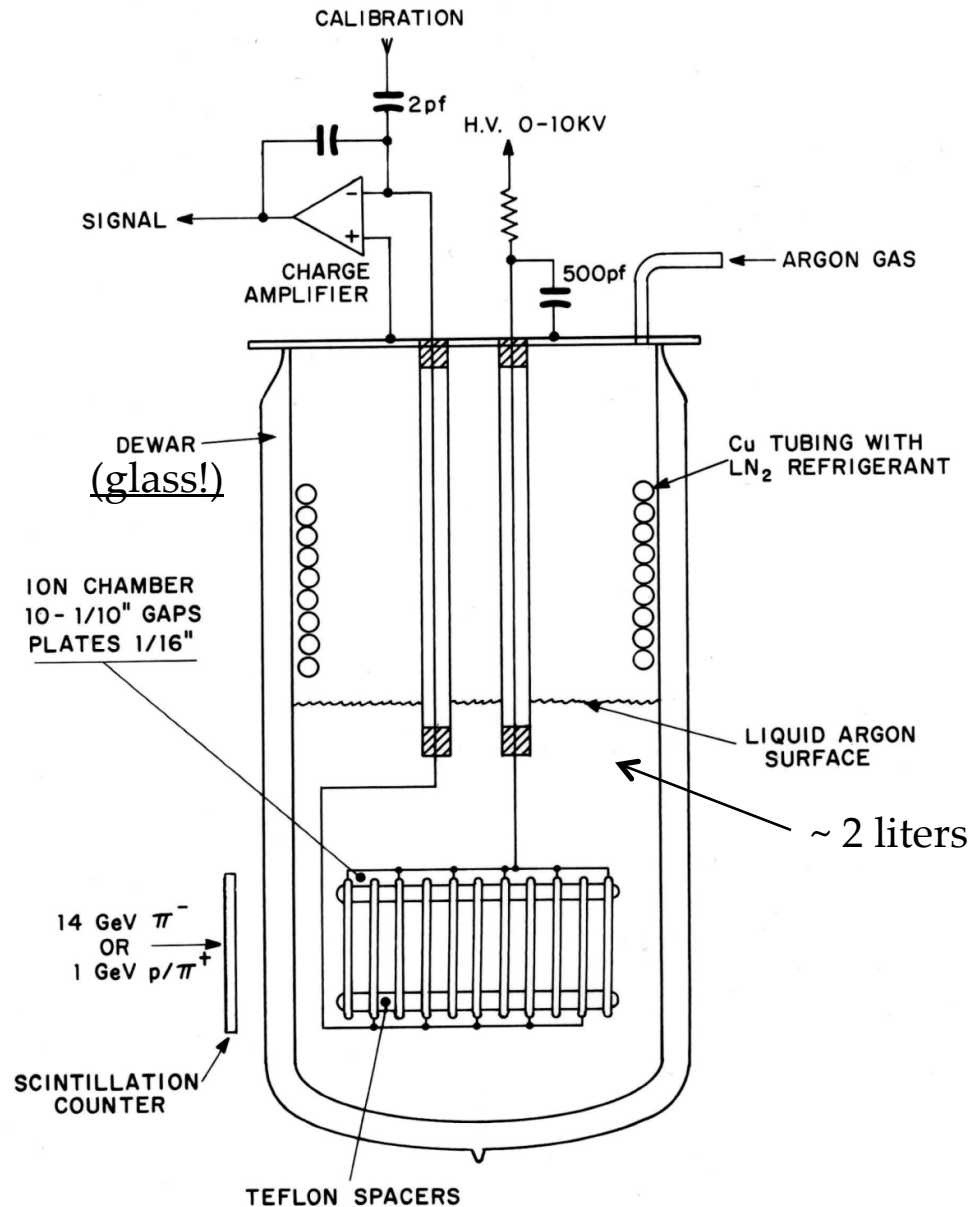 CALIBRATION
2pf
H.V. 0-10KV
SIGNAL
-
+
CHARGE
AMPLIFIER
500pf
ARGON GAS
DEWAR
(glass!)
Cu TUBING WITH
LN₂ REFRIGERANT
ION CHAMBER
10-1/10" GAPS
PLATES 1/16"
LIQUID ARGON
SURFACE
~ 2 liters
14 GeV π⁻
OR
1 GeV p/π⁺
SCINTILLATION
COUNTER
TEFLON SPACERS